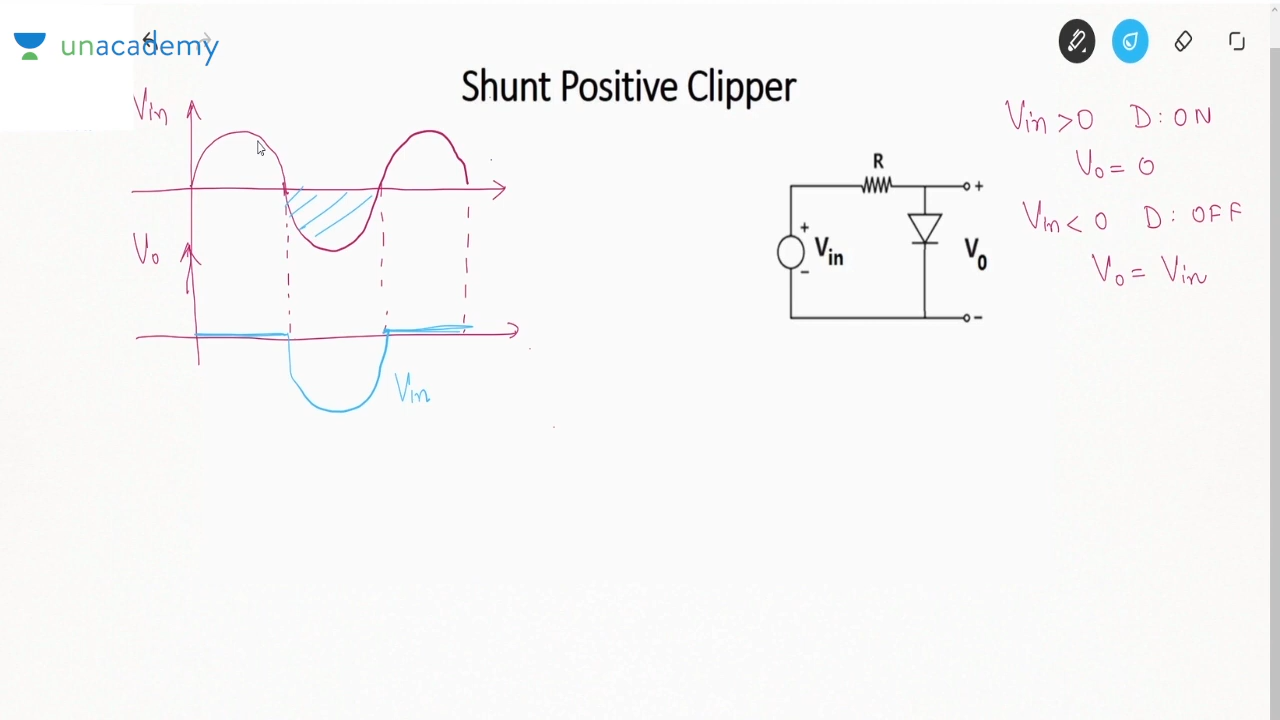 unacademy
Shunt Positive Clipper
Vin
Vo
Vin
R
+
+
Vin
−
V0
−
Vin > 0 D: ON
Vo = 0
Vin < 0 D: OFF
Vo = Vin